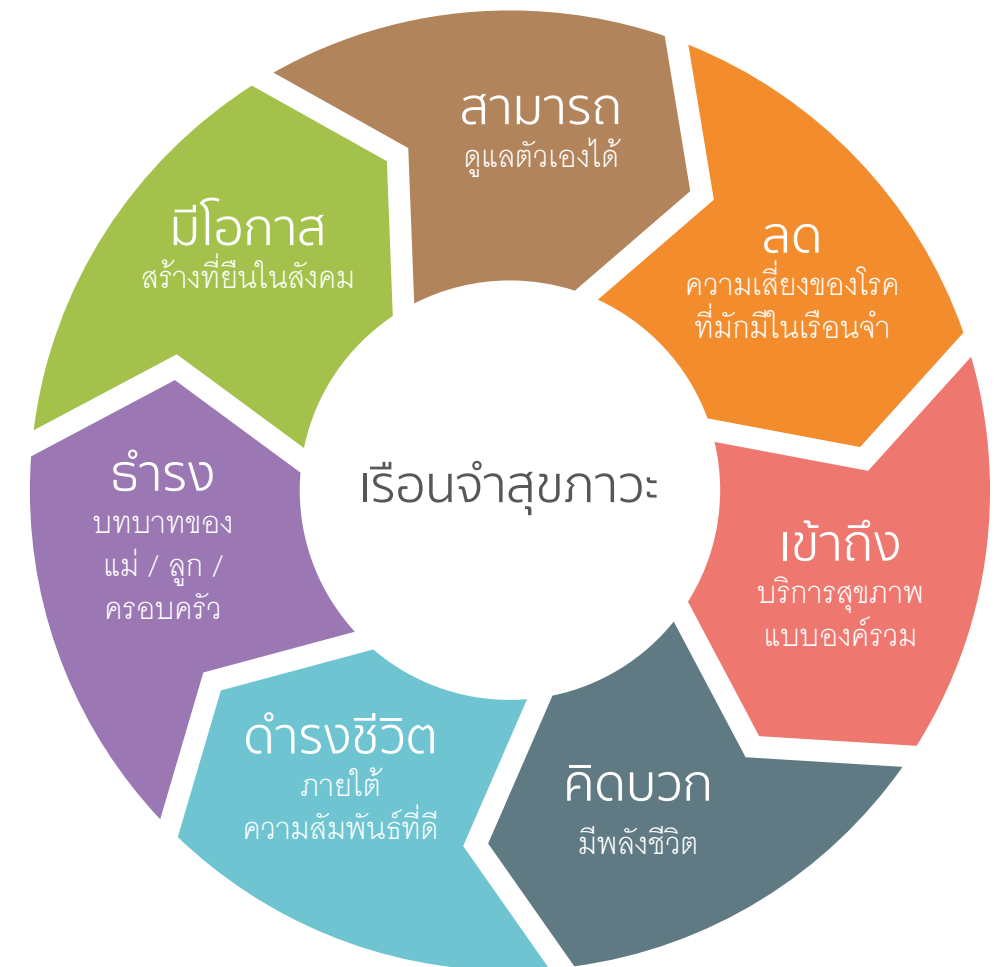 สามารถ
ดูแลตัวเองได้
ลด
ความเสี่ยงของโรค
ที่มักมีในเรือนจำ
เข้าถึง
บริการสุขภาพ
แบบองค์รวม
คิดบวก
มีพลังชีวิต
ดำรงชีวิต
ภายใต้
ความสัมพันธ์ที่ดี
ธำรง
บทบาทของ
แม่ / ลูก /
ครอบครัว
มีโอกาส
สร้างที่ยืนในสังคม
เรือนจำสุขภาวะ